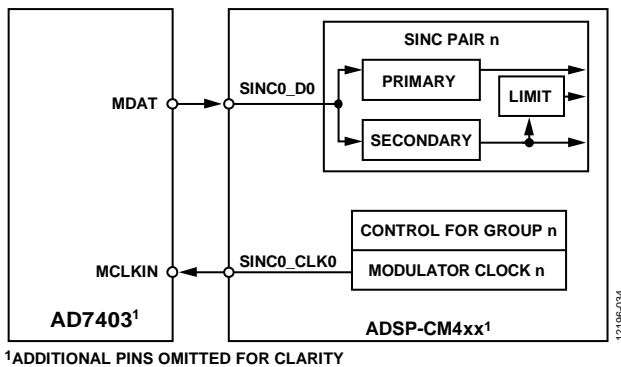 SINC PAIR n
SINC0_D0
PRIMARY
MDAT
LIMIT
SECONDARY
CONTROL FOR GROUP n
SINC0_CLK0
MCLKIN
MODULATOR CLOCK n
AD7403¹
ADSP-CM4xx¹
12196-034
¹ADDITIONAL PINS OMITTED FOR CLARITY